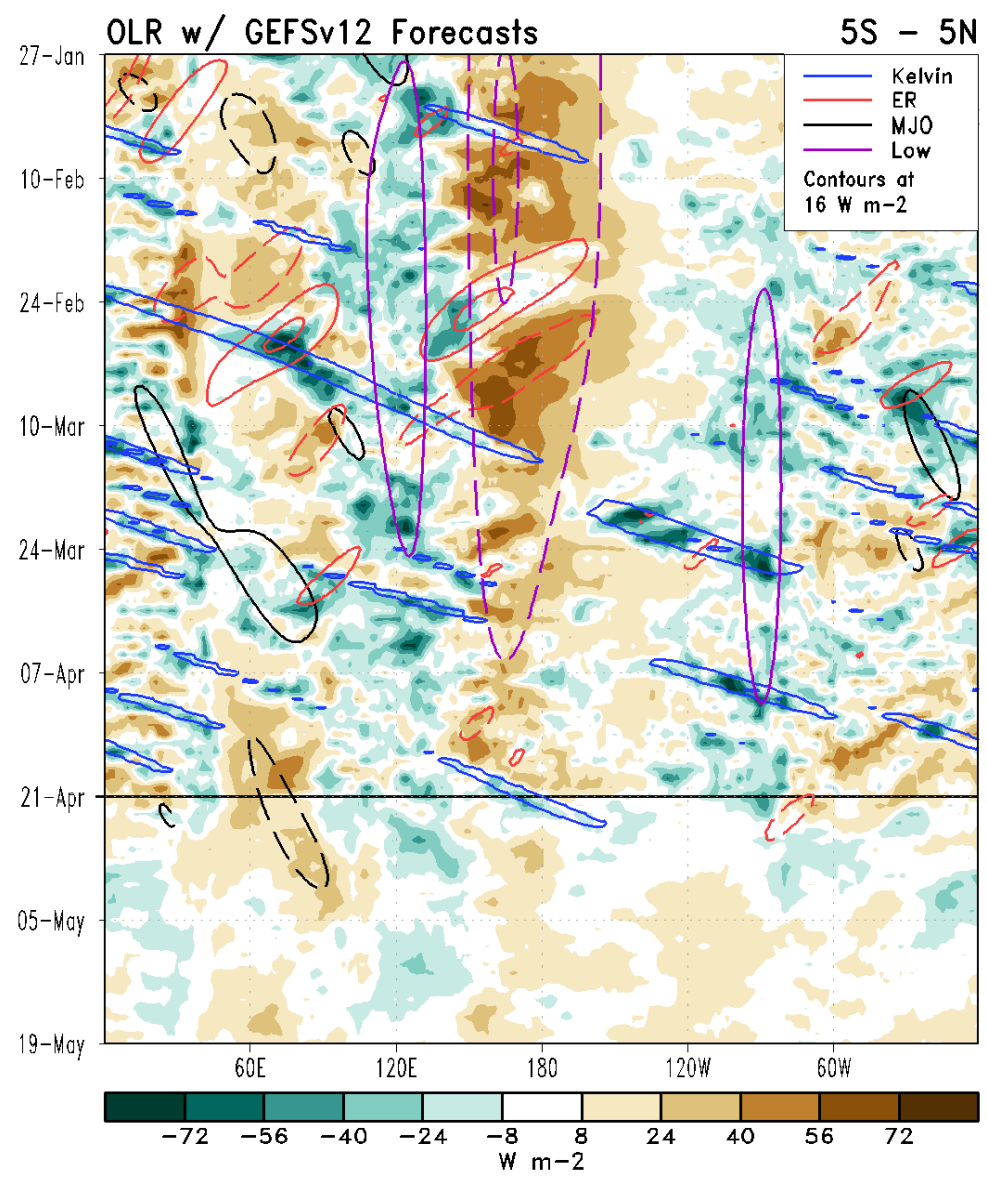 OLR w/ GEFSv12 Forecasts 5S - 5N
27-Jan
10-Feb
24-Feb
10-Mar
24-Mar
07-Apr
21-Apr
05-May
19-May
Kelvin
ER
MJO
Low
Contours at
16 W m-2
60E 120E 180 120W 60W
-72 -56 -40 -24 -8 8 24 40 56 72
W m-2